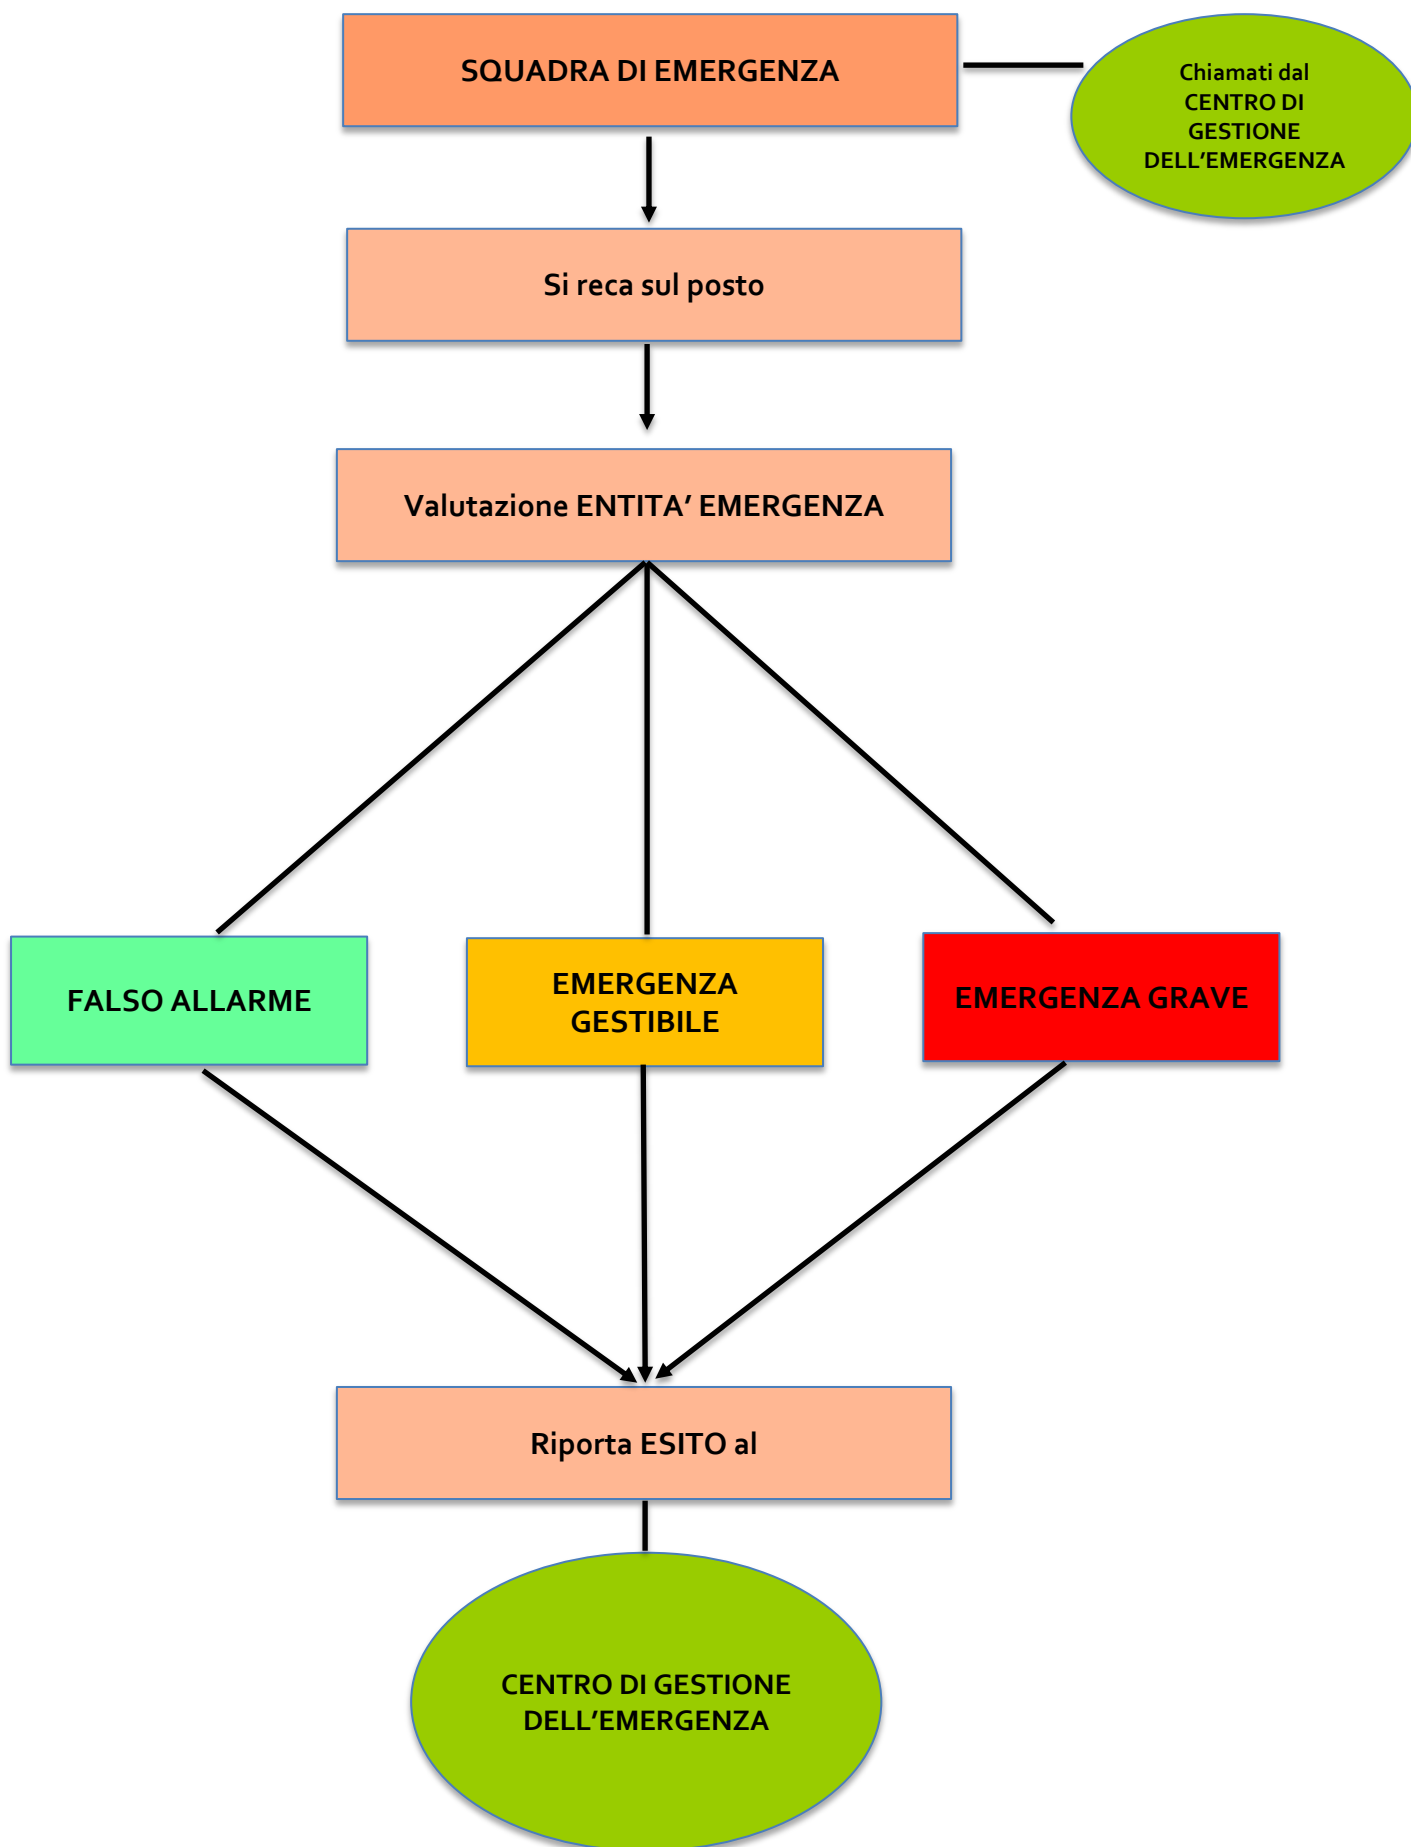 SQUADRA DI EMERGENZA
Chiamati dal
CENTRO DI
GESTIONE
DELL’EMERGENZA
Si reca sul posto
Valutazione ENTITA’ EMERGENZA
FALSO ALLARME
EMERGENZA
GESTIBILE
EMERGENZA GRAVE
Riporta ESITO al
CENTRO DI GESTIONE
DELL’EMERGENZA